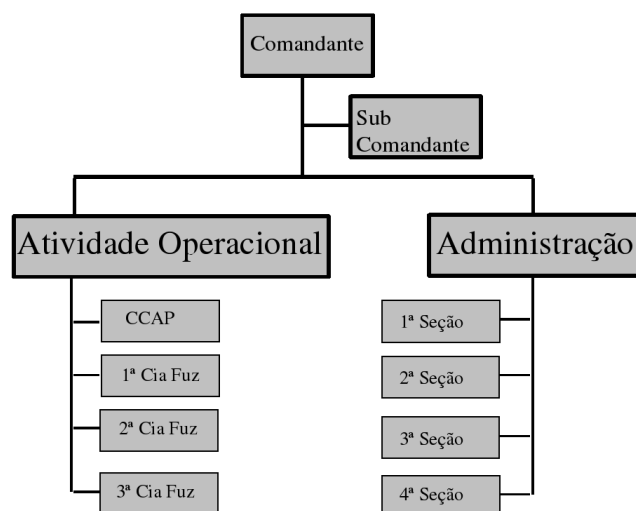 Comandante
Sub
Comandante
Atividade Operacional
CCAP
1ª Cia Fuz
2ª Cia Fuz
3ª Cia Fuz
Administração
1ª Seção
2ª Seção
3ª Seção
4ª Seção